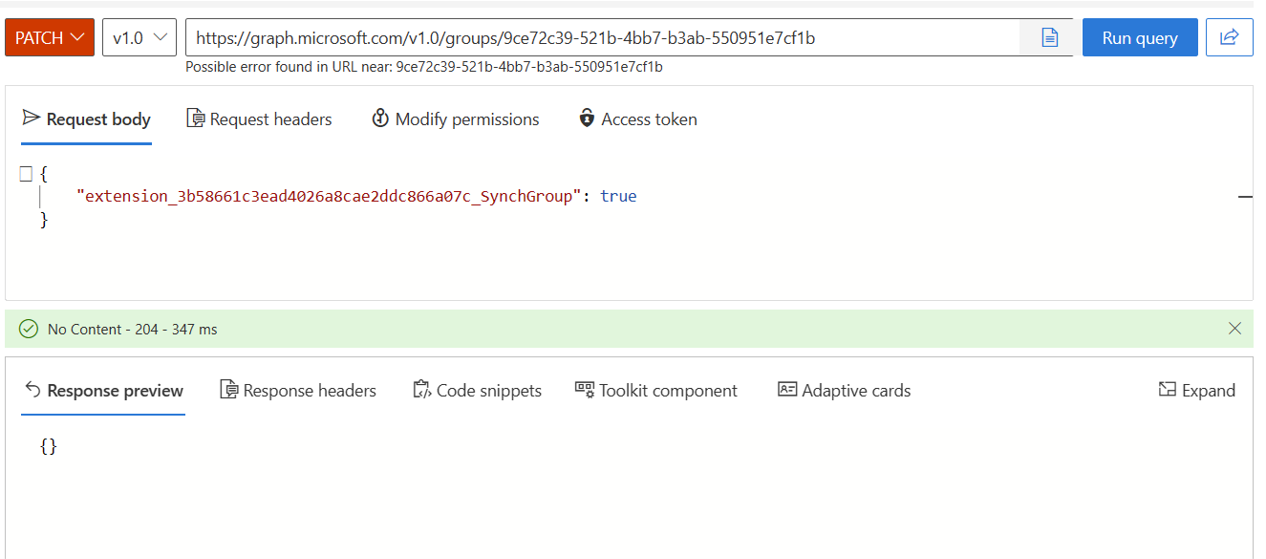 PATCH v1.0 https://graph.microsoft.com/v1.0/groups/9ce72c39-521b-4bb7-b3ab-550951e7cf1b Run query
Possible error found in URL near: 9ce72c39-521b-4bb7-b3ab-550951e7cf1b
Request body Request headers Modify permissions Access token
{
"extension_3b58661c3ead4026a8cae2ddc866a07c_SynchGroup": true
}
No Content - 204 - 347 ms
Response preview Response headers Code snippets Toolkit component Adaptive cards Expand
{}